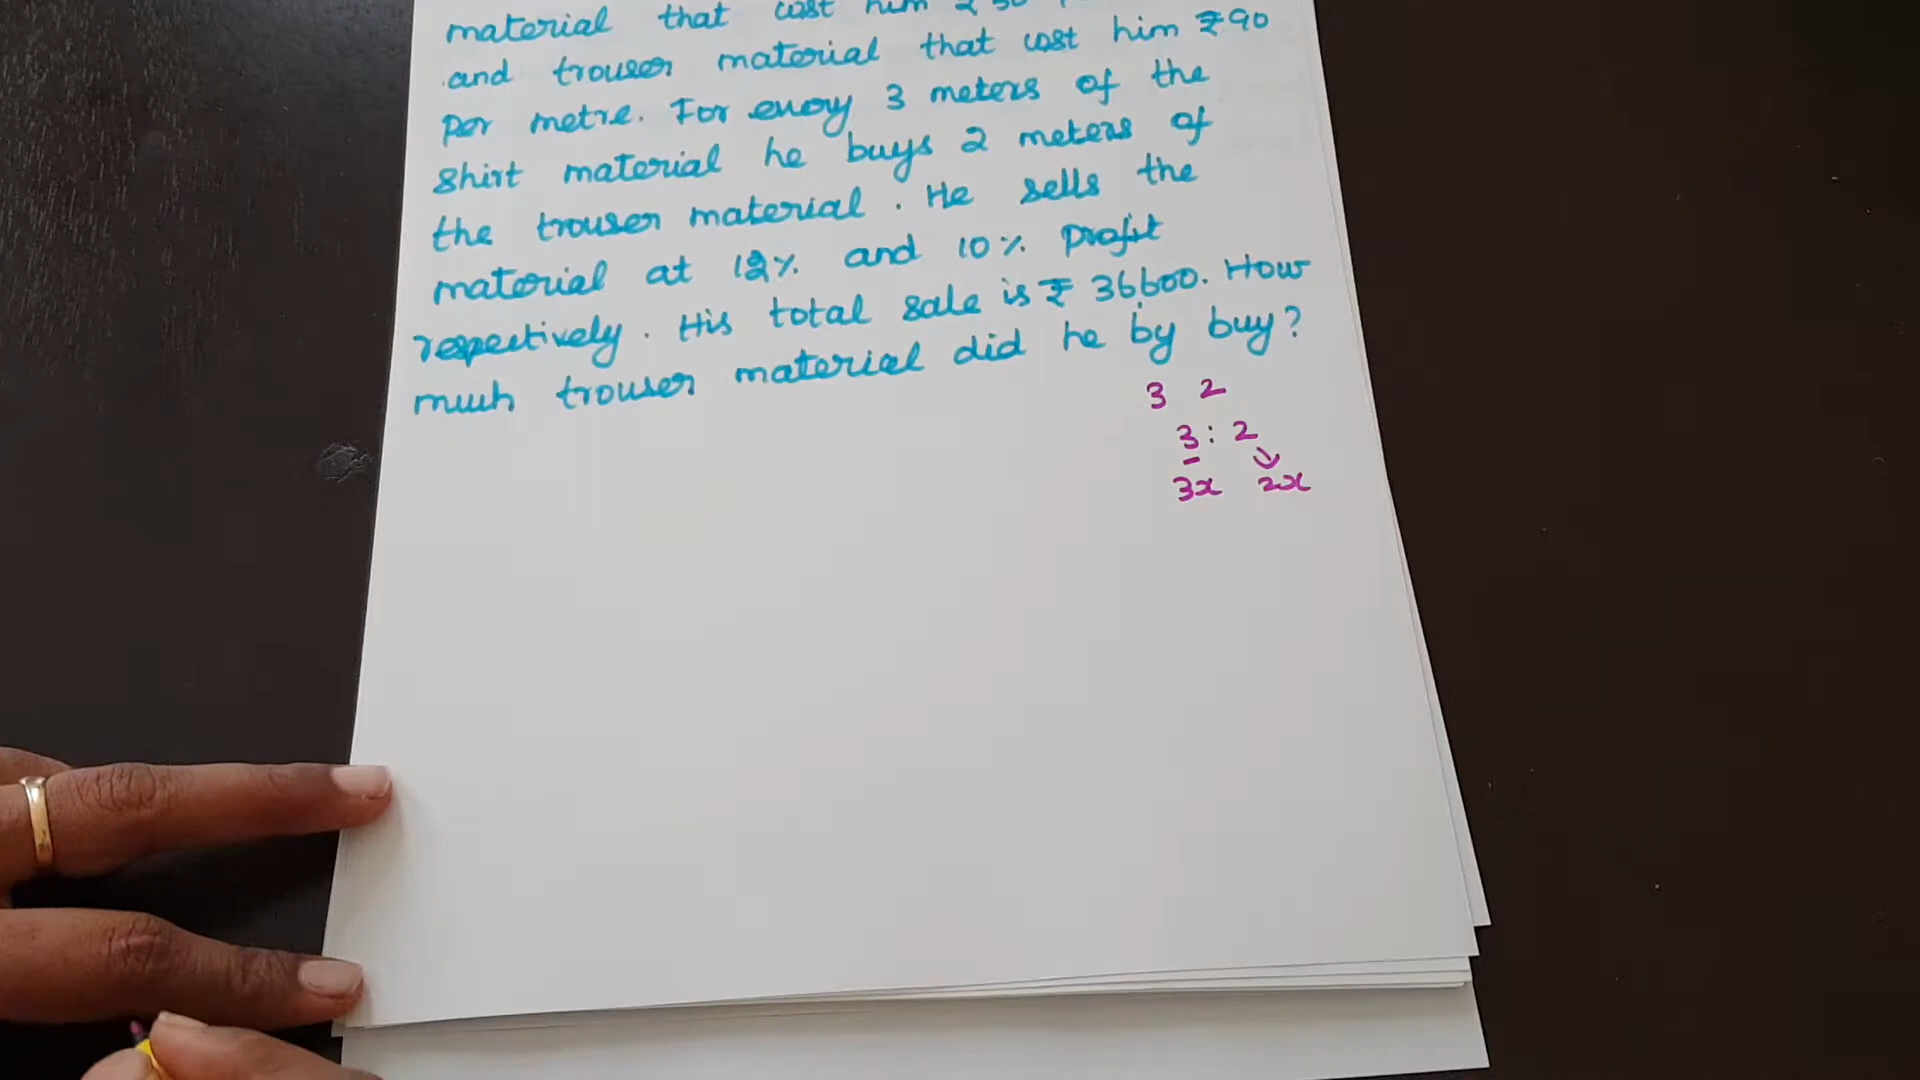 material that cost him ₹50
and trouser material that cost him ₹90
per metre. For every 3 meters of the
shirt material he buys 2 meters of
the trouser material. He sells the
material at 12% and 10% profit
respectively. His total sale is ₹ 36600. How
much trouser material did he by buy?
3 2
3 : 2
3x 2x